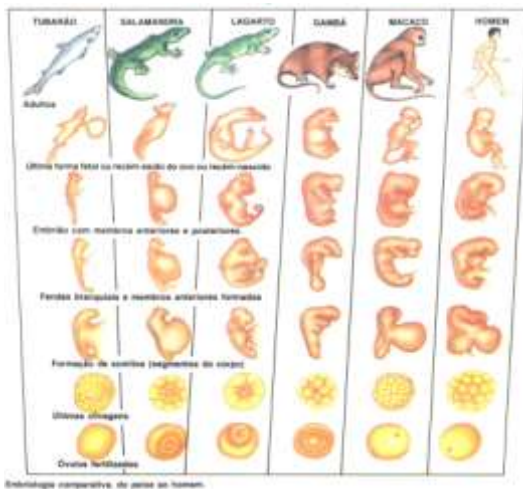 TUBARÃO SALAMANDRA LAGARTO GAMBÁ MACACO HOMEM
Adultos
Última forma fetal ou recém-saído do ovo ou recém-nascido
Embrião com membros anteriores e posteriores
Fendas branquiais e membros anteriores formados
Formação de somitos (segmentos do corpo)
Últimas clivagens
Óvulos fertilizados
Embriologia comparativa, do peixe ao homem.